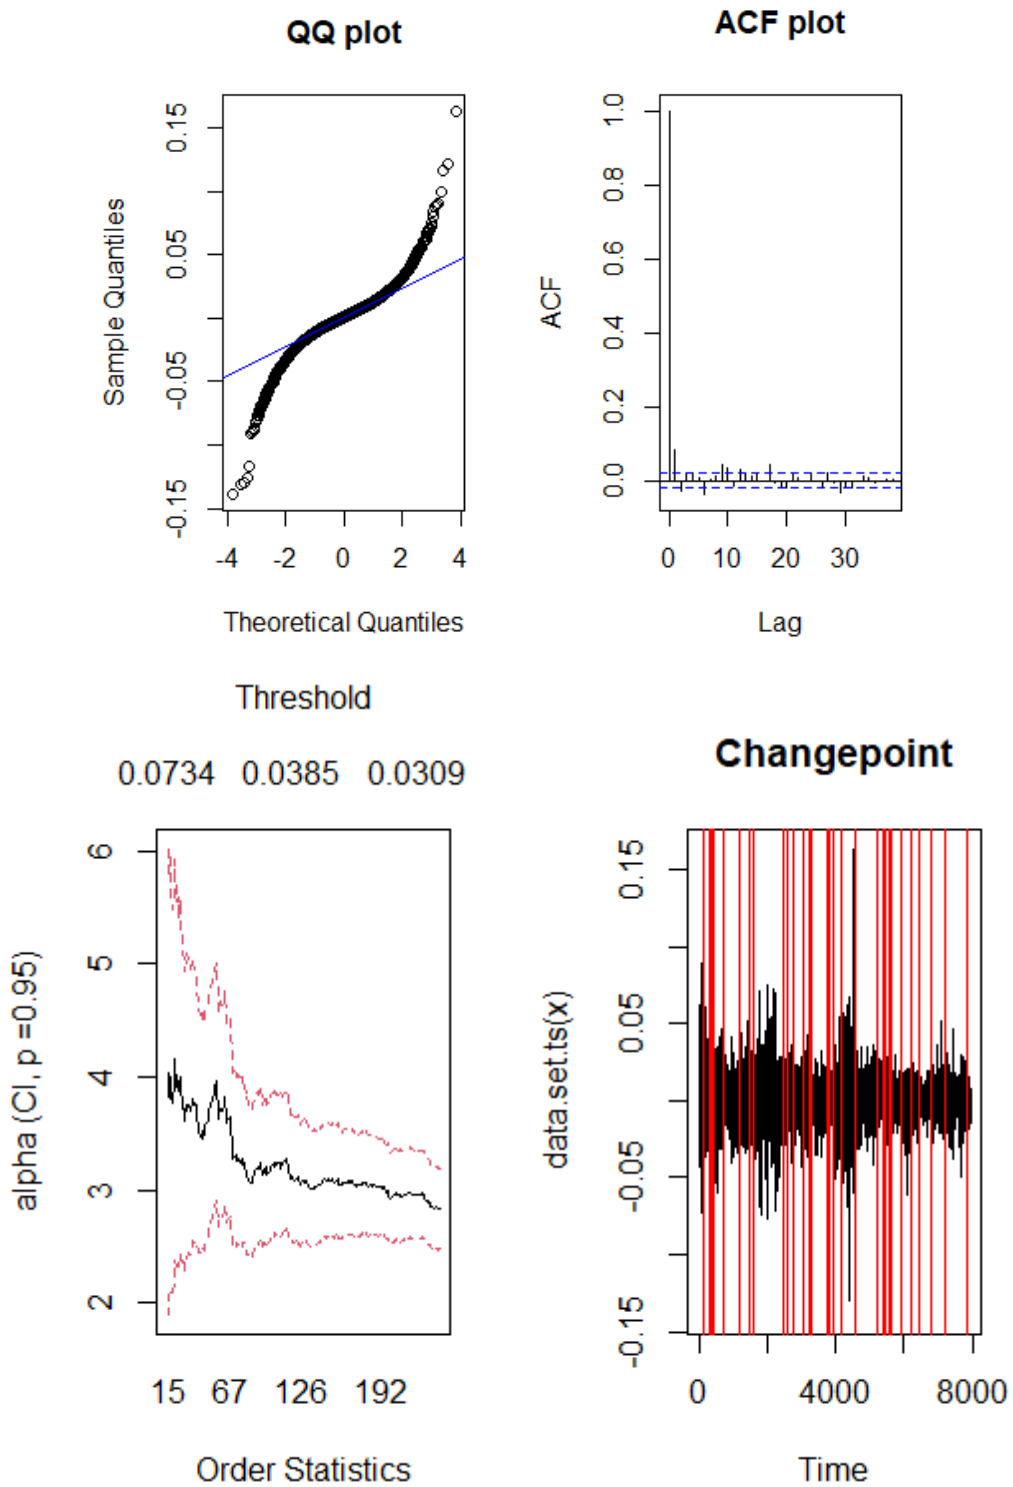 QQ plot
ACF plot
0.15
0.05
-0.05
-0.15
Sample Quantiles
-4 -2 0 2 4
Theoretical Quantiles
1.0
0.8
0.6
0.4
0.2
0.0
ACF
0 10 20 30
Lag
Threshold
0.0734 0.0385 0.0309
6
5
4
3
2
alpha (CI, p =0.95)
15 67 126 192
Order Statistics
Changepoint
0.15
0.05
-0.05
-0.15
data.set.ts(x)
0 4000 8000
Time